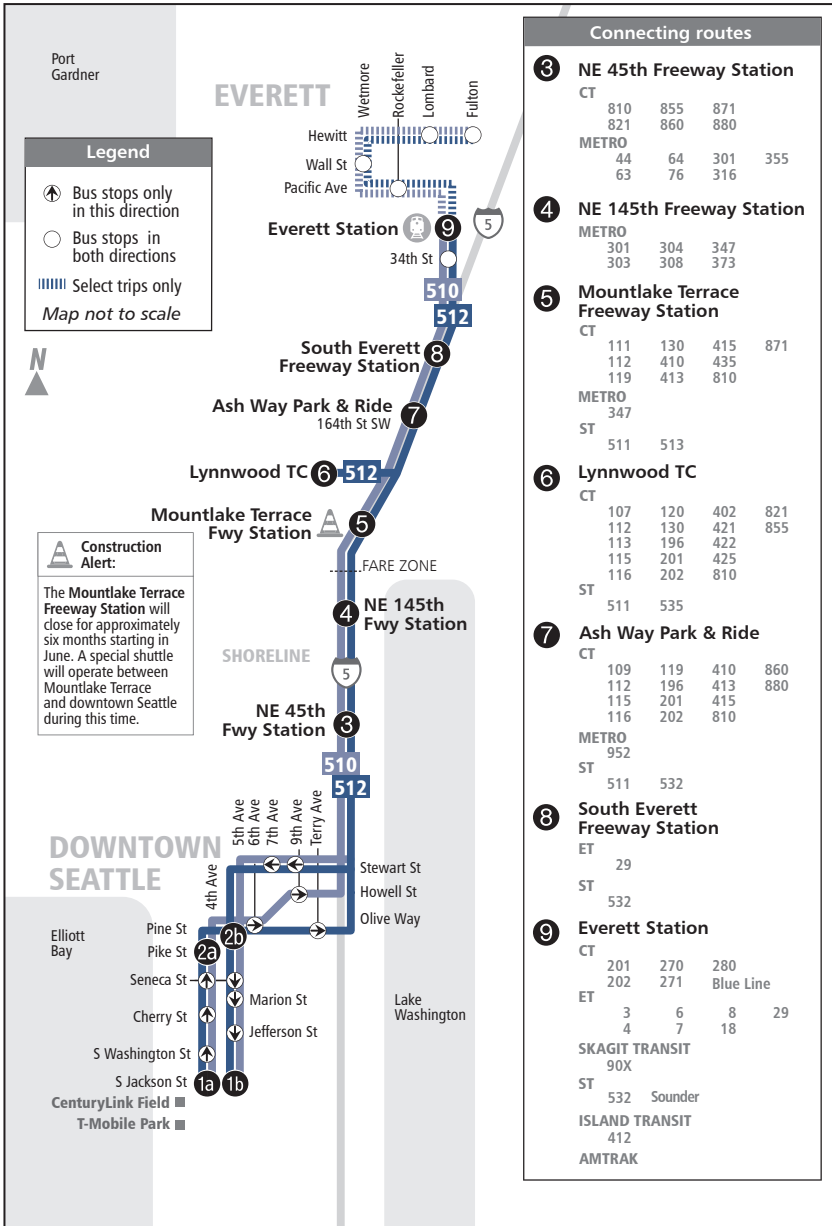 Port
Gardner
EVERETT
Wetmore
Rockefeller
Lombard
Fulton
Hewitt
Wall St
Pacific Ave
Legend
Bus stops only
in this direction
Bus stops in
both directions
Select trips only
Map not to scale
N
Everett Station 9
5
34th St
510
512
South Everett
Freeway Station
8
Ash Way Park & Ride
164th St SW
7
Lynnwood TC 6 512
Mountlake Terrace
Fwy Station
5
Construction
Alert:
The Mountlake Terrace
Freeway Station will
close for approximately
six months starting in
June. A special shuttle
will operate between
Mountlake Terrace
and downtown Seattle
during this time.
FARE ZONE
4
NE 145th
Fwy Station
SHORELINE
5
NE 45th
Fwy Station
3
510
512
DOWNTOWN
SEATTLE
4th Ave
5th Ave
6th Ave
7th Ave
9th Ave
Terry Ave
Stewart St
Howell St
Olive Way
Elliott
Bay
Pine St
Pike St
2a
2b
Seneca St
Marion St
Cherry St
Jefferson St
S Washington St
S Jackson St
1a
1b
CenturyLink Field
T-Mobile Park
Lake
Washington
Connecting routes
3 NE 45th Freeway Station
CT
810 855 871
821 860 880
METRO
44 64 301 355
63 76 316
4 NE 145th Freeway Station
METRO
301 304 347
303 308 373
5 Mountlake Terrace
Freeway Station
CT
111 130 415 871
112 410 435
119 413 810
METRO
347
ST
511 513
6 Lynnwood TC
CT
107 120 402 821
112 130 421 855
113 196 422
115 201 425
116 202 810
ST
511 535
7 Ash Way Park & Ride
CT
109 119 410 860
112 196 413 880
115 201 415
116 202 810
METRO
952
ST
511 532
8 South Everett
Freeway Station
ET
29
ST
532
9 Everett Station
CT
201 270 280
202 271 Blue Line
ET
3 6 8 29
4 7 18
SKAGIT TRANSIT
90X
ST
532 Sounder
ISLAND TRANSIT
412
AMTRAK